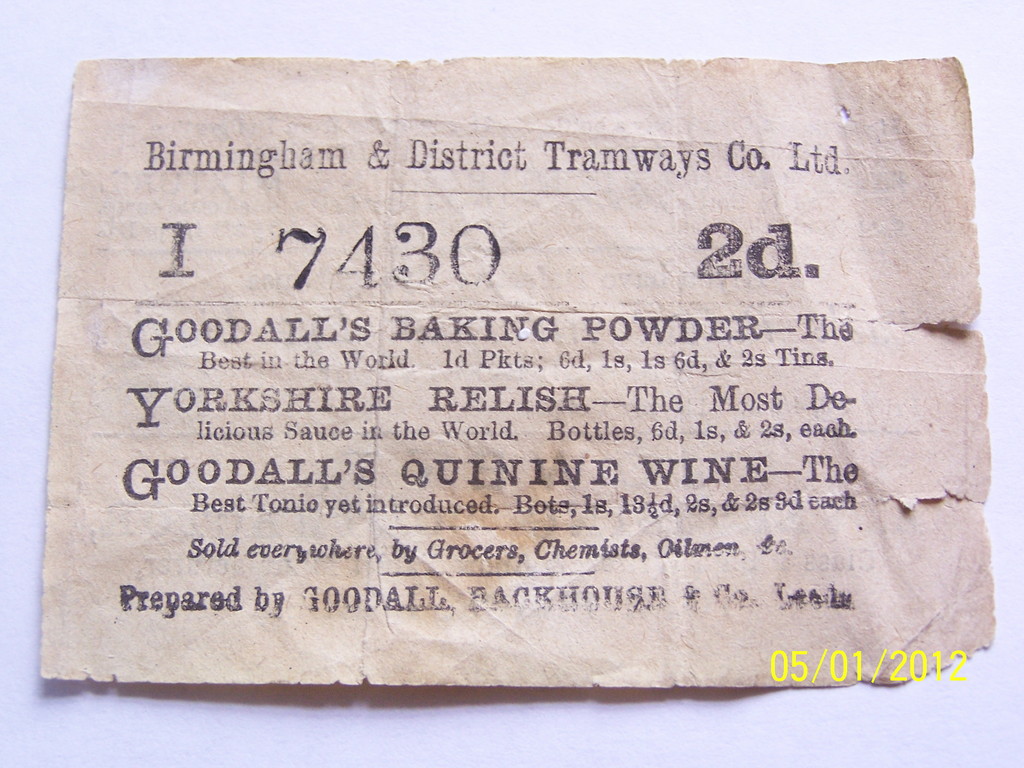 Birmingham & District Tramways Co. Ltd.
I 7430 2d.
GOODALL'S BAKING POWDER—The
Best in the World. 1d Pkts; 6d, 1s, 1s 6d, & 2s Tins.
YORKSHIRE RELISH—The Most De-
licious Sauce in the World. Bottles, 6d, 1s, & 2s, each.
GOODALL'S QUININE WINE—The
Best Tonic yet introduced. Bots, 1s, 13½d, 2s, & 2s 3d each
Sold everywhere, by Grocers, Chemists, Oilmen, &c.
Prepared by GOODALL, BACKHOUSE & Co. Leeds
05/01/2012